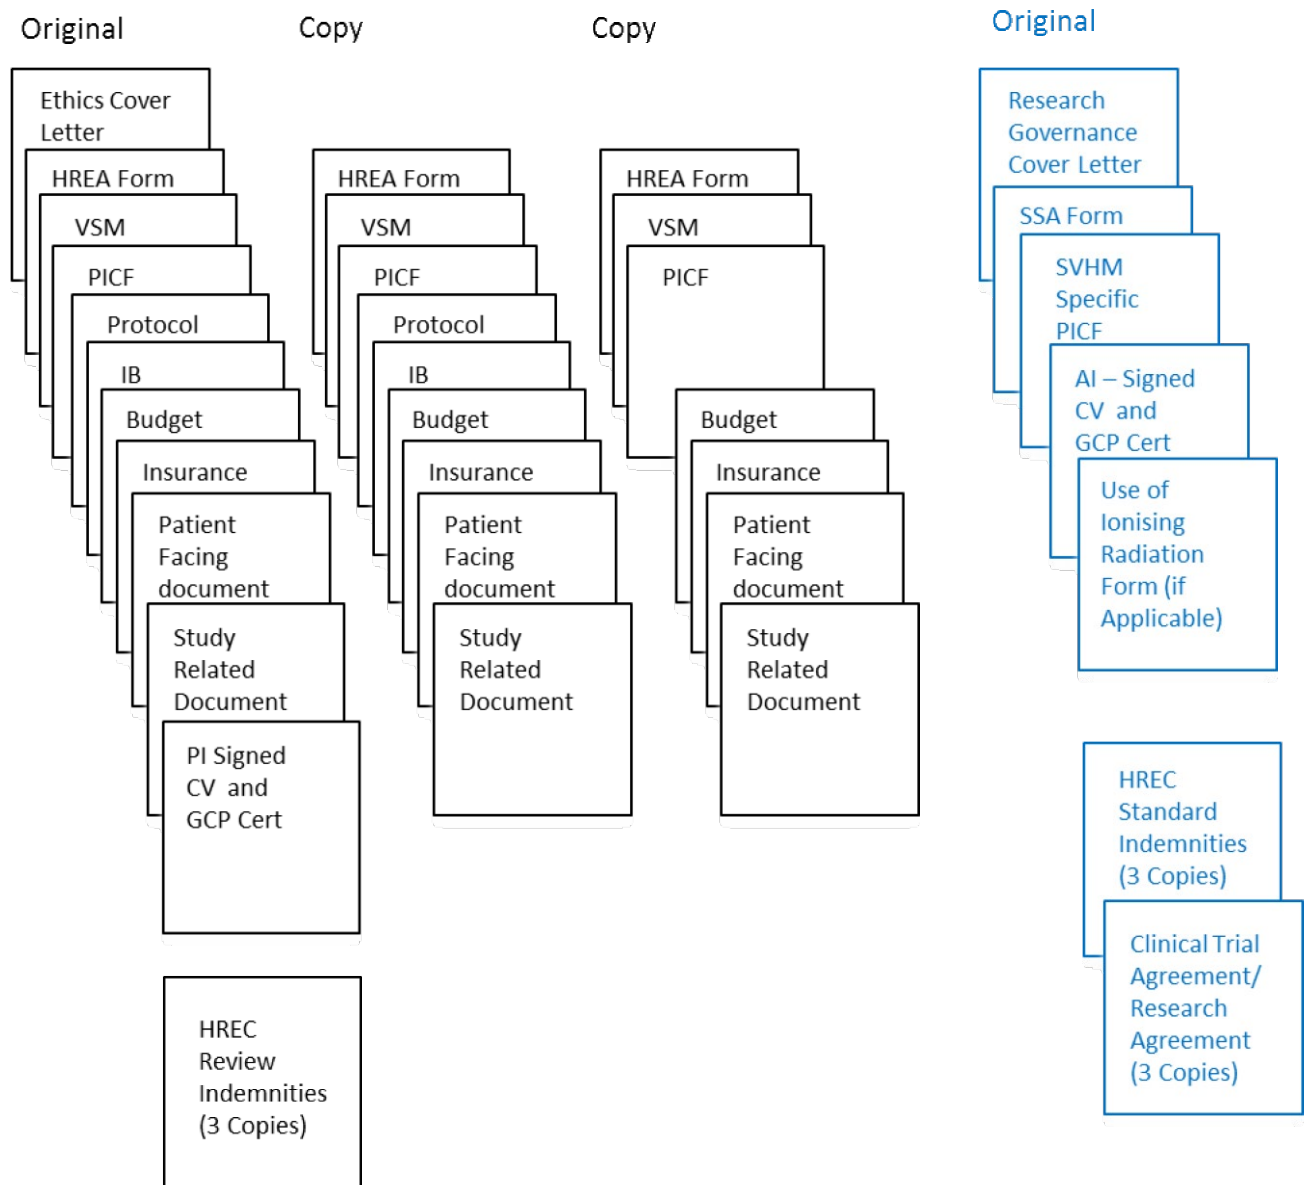 Original
Ethics Cover
Letter
HREA Form
VSM
PICF
Protocol
IB
Budget
Insurance
Patient
Facing
document
Study
Related
Document
PI Signed
CV and
GCP Cert
HREC
Review
Indemnities
(3 Copies)
Copy
HREA Form
VSM
PICF
Protocol
IB
Budget
Insurance
Patient
Facing
document
Study
Related
Document
Copy
HREA Form
VSM
PICF
Budget
Insurance
Patient
Facing
document
Study
Related
Document
Original
Research
Governance
Cover Letter
SSA Form
SVHM
Specific
PICF
AI – Signed
CV and
GCP Cert
Use of
Ionising
Radiation
Form (if
Applicable)
HREC
Standard
Indemnities
(3 Copies)
Clinical Trial
Agreement/
Research
Agreement
(3 Copies)